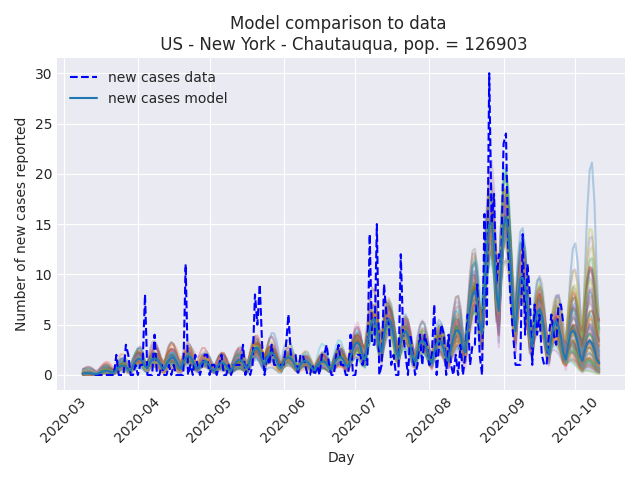 Model comparison to data
US - New York - Chautauqua, pop. = 126903
new cases data
new cases model
Number of new cases reported
30
25
20
15
10
5
0
2020-03
2020-04
2020-05
2020-06
2020-07
2020-08
2020-09
2020-10
Day